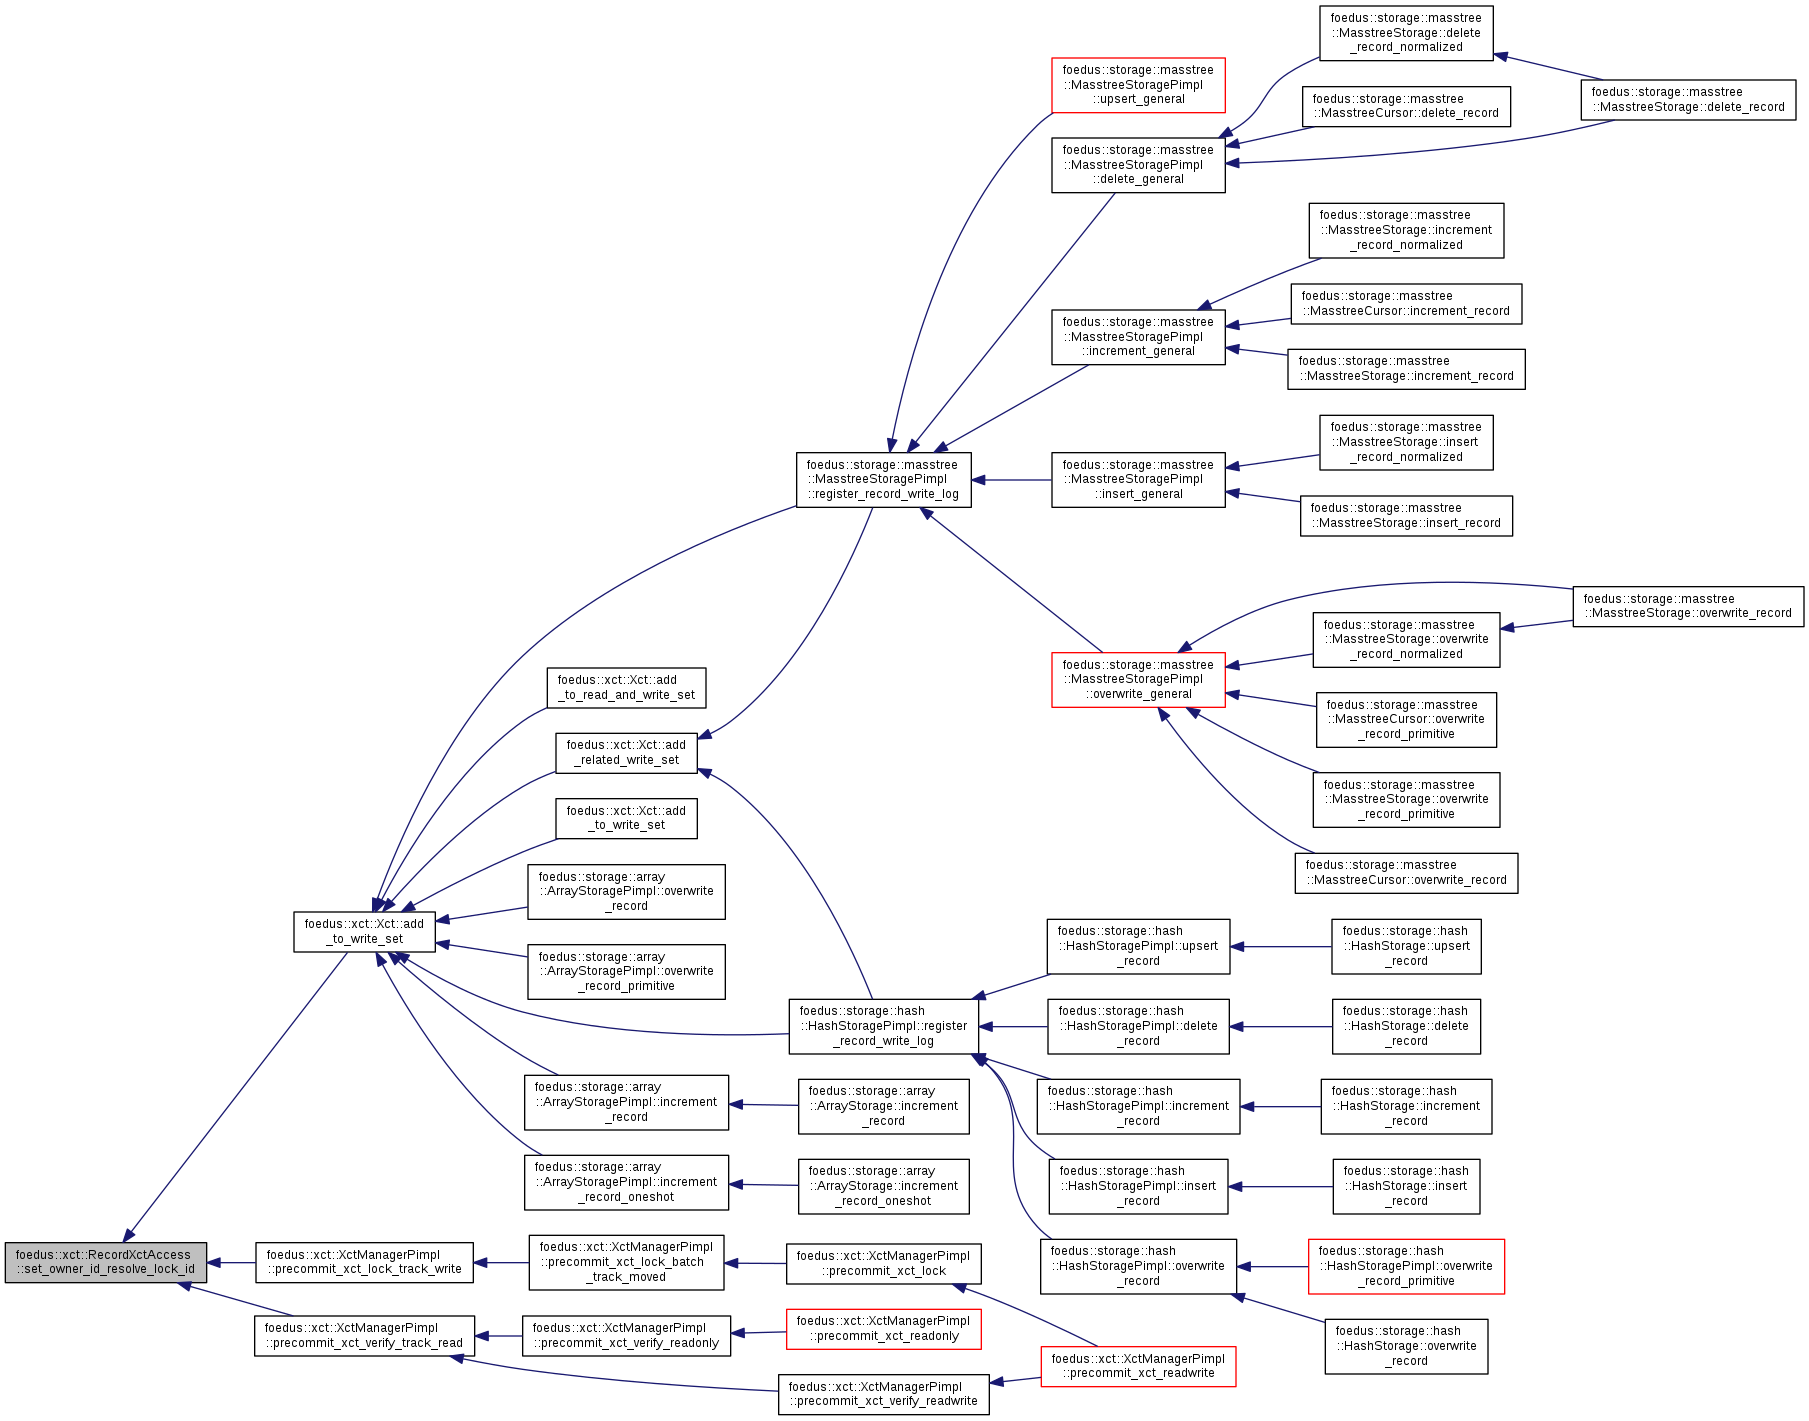 foedus::storage::masstree
::MasstreeStorage::delete
_record_normalized
foedus::storage::masstree
::MasstreeStoragePimpl
::upsert_general
foedus::storage::masstree
::MasstreeStorage::delete_record
foedus::storage::masstree
::MasstreeCursor::delete_record
foedus::storage::masstree
::MasstreeStoragePimpl
::delete_general
foedus::storage::masstree
::MasstreeStorage::increment
_record_normalized
foedus::storage::masstree
::MasstreeCursor::increment_record
foedus::storage::masstree
::MasstreeStoragePimpl
::increment_general
foedus::storage::masstree
::MasstreeStorage::increment_record
foedus::storage::masstree
::MasstreeStorage::insert
_record_normalized
foedus::storage::masstree
::MasstreeStoragePimpl
::register_record_write_log
foedus::storage::masstree
::MasstreeStoragePimpl
::insert_general
foedus::storage::masstree
::MasstreeStorage::insert_record
foedus::storage::masstree
::MasstreeStorage::overwrite_record
foedus::storage::masstree
::MasstreeStorage::overwrite
_record_normalized
foedus::storage::masstree
::MasstreeStoragePimpl
::overwrite_general
foedus::xct::Xct::add
_to_read_and_write_set
foedus::storage::masstree
::MasstreeCursor::overwrite
_record_primitive
foedus::xct::Xct::add
_related_write_set
foedus::storage::masstree
::MasstreeStorage::overwrite
_record_primitive
foedus::xct::Xct::add
_to_write_set
foedus::storage::masstree
::MasstreeCursor::overwrite_record
foedus::storage::array
::ArrayStoragePimpl::overwrite
_record
foedus::xct::Xct::add
_to_write_set
foedus::storage::hash
::HashStoragePimpl::upsert
_record
foedus::storage::hash
::HashStorage::upsert
_record
foedus::storage::array
::ArrayStoragePimpl::overwrite
_record_primitive
foedus::storage::hash
::HashStoragePimpl::register
_record_write_log
foedus::storage::hash
::HashStoragePimpl::delete
_record
foedus::storage::hash
::HashStorage::delete
_record
foedus::storage::array
::ArrayStoragePimpl::increment
_record
foedus::storage::array
::ArrayStorage::increment
_record
foedus::storage::hash
::HashStoragePimpl::increment
_record
foedus::storage::hash
::HashStorage::increment
_record
foedus::storage::array
::ArrayStoragePimpl::increment
_record_oneshot
foedus::storage::array
::ArrayStorage::increment
_record_oneshot
foedus::storage::hash
::HashStoragePimpl::insert
_record
foedus::storage::hash
::HashStorage::insert
_record
foedus::xct::RecordXctAccess
::set_owner_id_resolve_lock_id
foedus::xct::XctManagerPimpl
::precommit_xct_lock_track_write
foedus::xct::XctManagerPimpl
::precommit_xct_lock_batch
_track_moved
foedus::xct::XctManagerPimpl
::precommit_xct_lock
foedus::storage::hash
::HashStoragePimpl::overwrite
_record
foedus::storage::hash
::HashStoragePimpl::overwrite
_record_primitive
foedus::xct::XctManagerPimpl
::precommit_xct_verify_track_read
foedus::xct::XctManagerPimpl
::precommit_xct_verify_readonly
foedus::xct::XctManagerPimpl
::precommit_xct_readonly
foedus::storage::hash
::HashStorage::overwrite
_record
foedus::xct::XctManagerPimpl
::precommit_xct_readwrite
foedus::xct::XctManagerPimpl
::precommit_xct_verify_readwrite